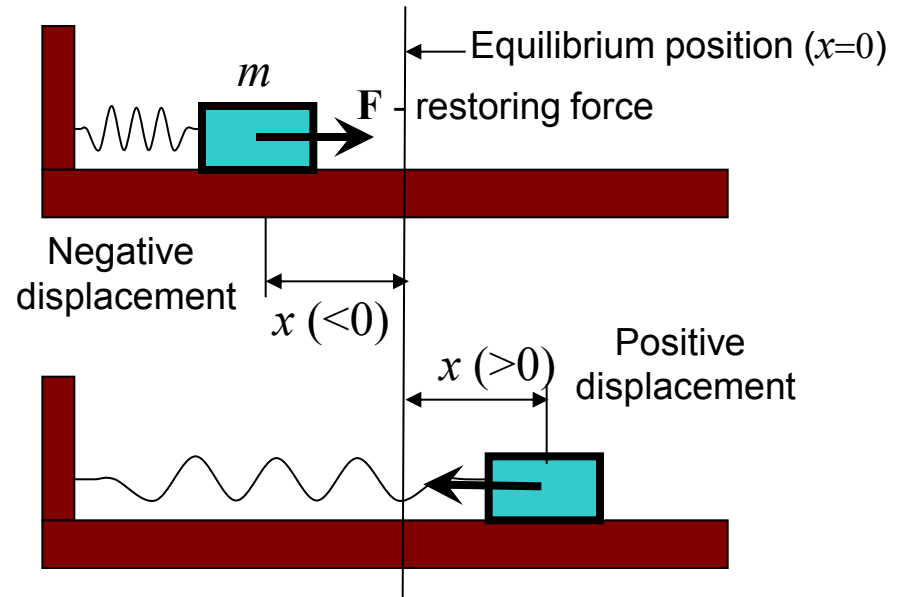 Equilibrium position (x=0)
m
F - restoring force
Negative
displacement
x (<0)
Positive
displacement
x (>0)